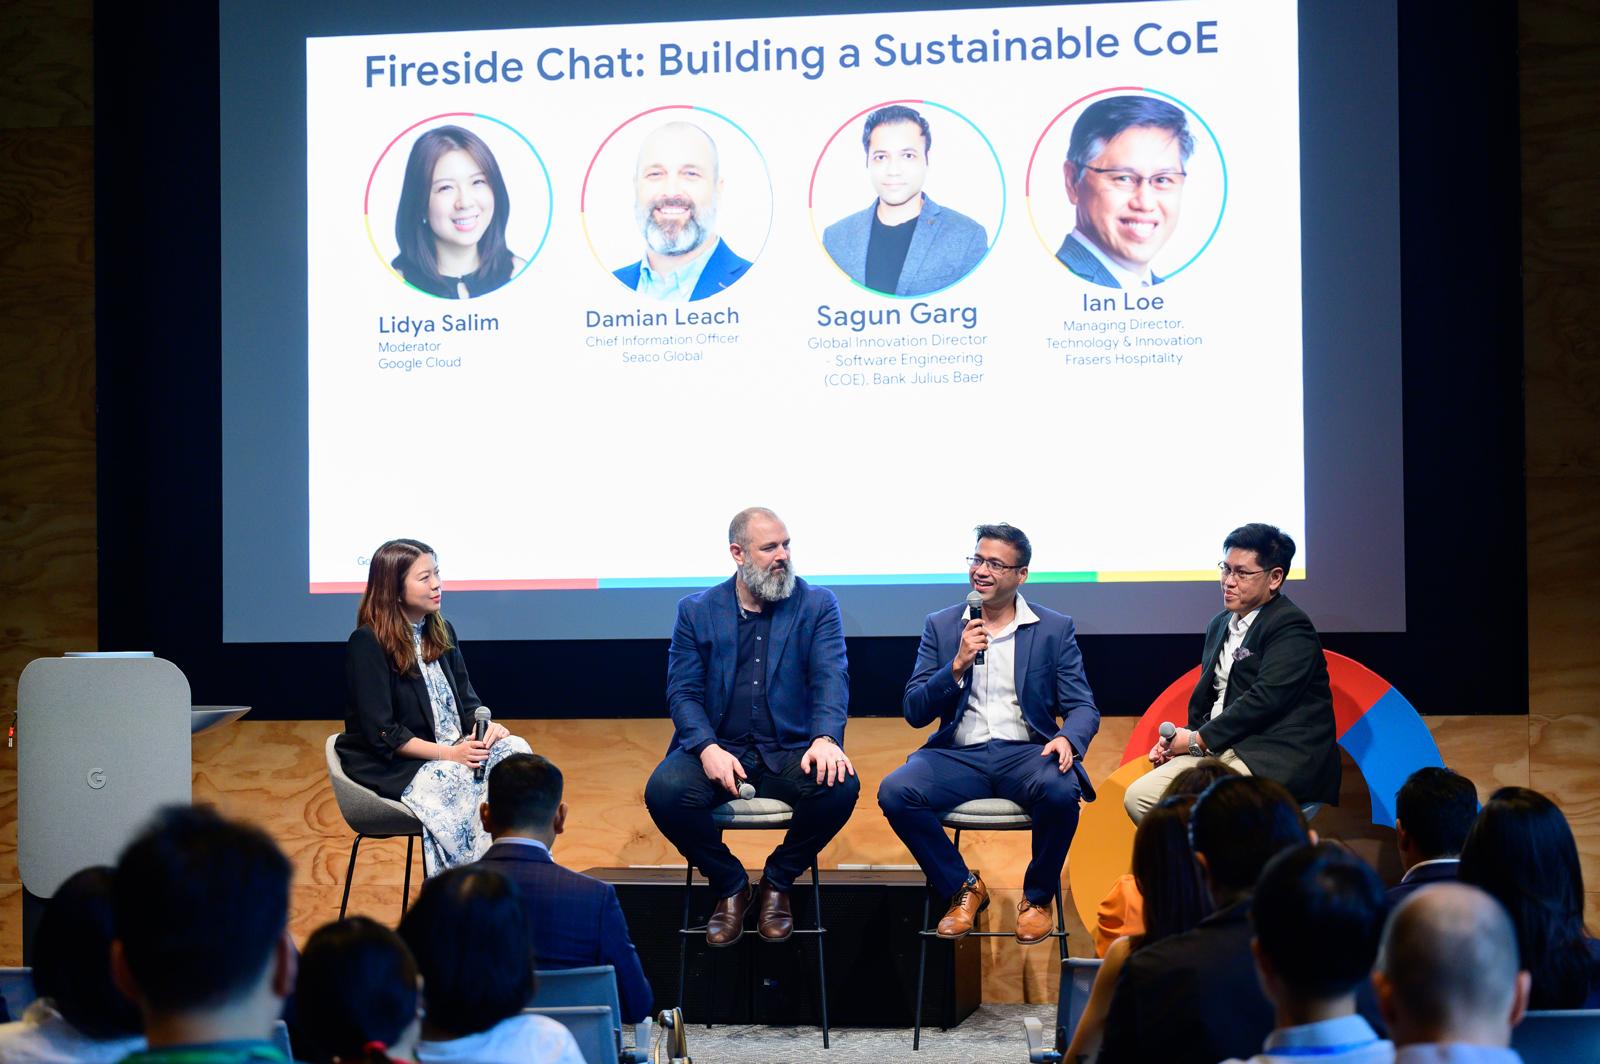 Fireside Chat: Building a Sustainable CoE
Lidya Salim
Moderator
Google Cloud
Damian Leach
Chief Information Officer
Seaco Global
Sagun Garg
Global Innovation Director
- Software Engineering
(COE), Bank Julius Baer
Ian Loe
Managing Director,
Technology & Innovation
Frasers Hospitality
G